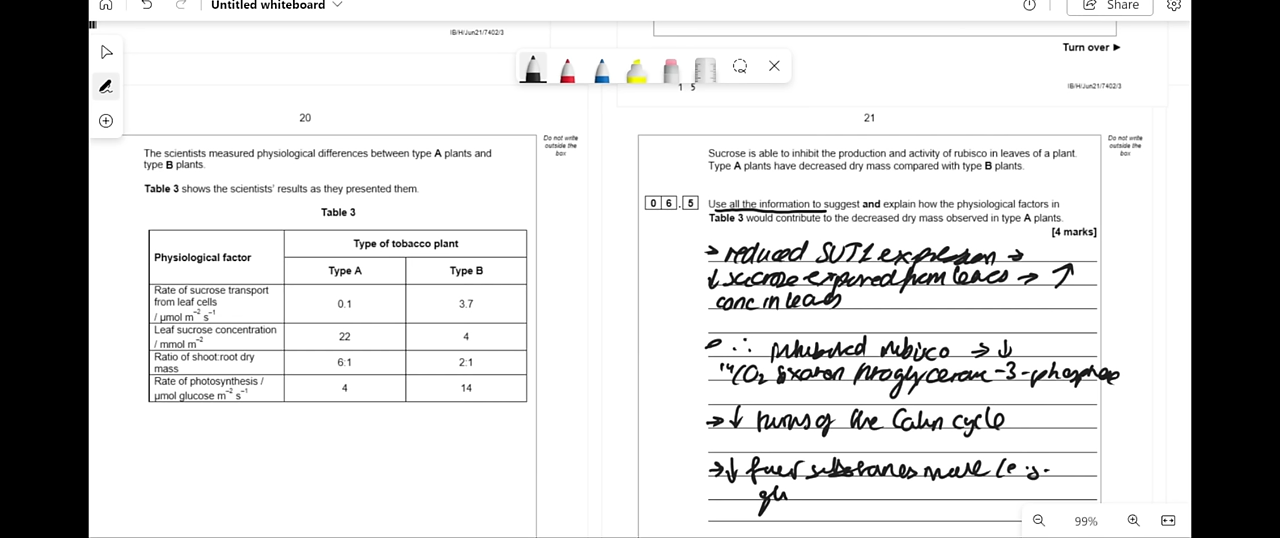 Untitled whiteboard
Share
IB/H/Jun21/7402/3
Turn over ►
1 5
IB/H/Jun21/7402/3
20
Do not write
outside the
box
The scientists measured physiological differences between type A plants and
type B plants.
Table 3 shows the scientists' results as they presented them.
Table 3
Physiological factor
Type of tobacco plant
Type A
Type B
Rate of sucrose transport
from leaf cells
/ µmol m⁻² s⁻¹
0.1
3.7
Leaf sucrose concentration
/ mmol m⁻²
22
4
Ratio of shoot:root dry
mass
6:1
2:1
Rate of photosynthesis /
µmol glucose m⁻² s⁻¹
4
14
21
Do not write
outside the
box
Sucrose is able to inhibit the production and activity of rubisco in leaves of a plant.
Type A plants have decreased dry mass compared with type B plants.
0 6 . 5
Use all the information to suggest and explain how the physiological factors in
Table 3 would contribute to the decreased dry mass observed in type A plants.
[4 marks]
→ reduced SUT1 expression →
↓ sucrose from leaves → ↑
conc in leaves
∴ rubisco → ↓
CO₂ -3-
→ ↓ turns of the Calvin cycle
→ ↓ substances made (e.g.
99%